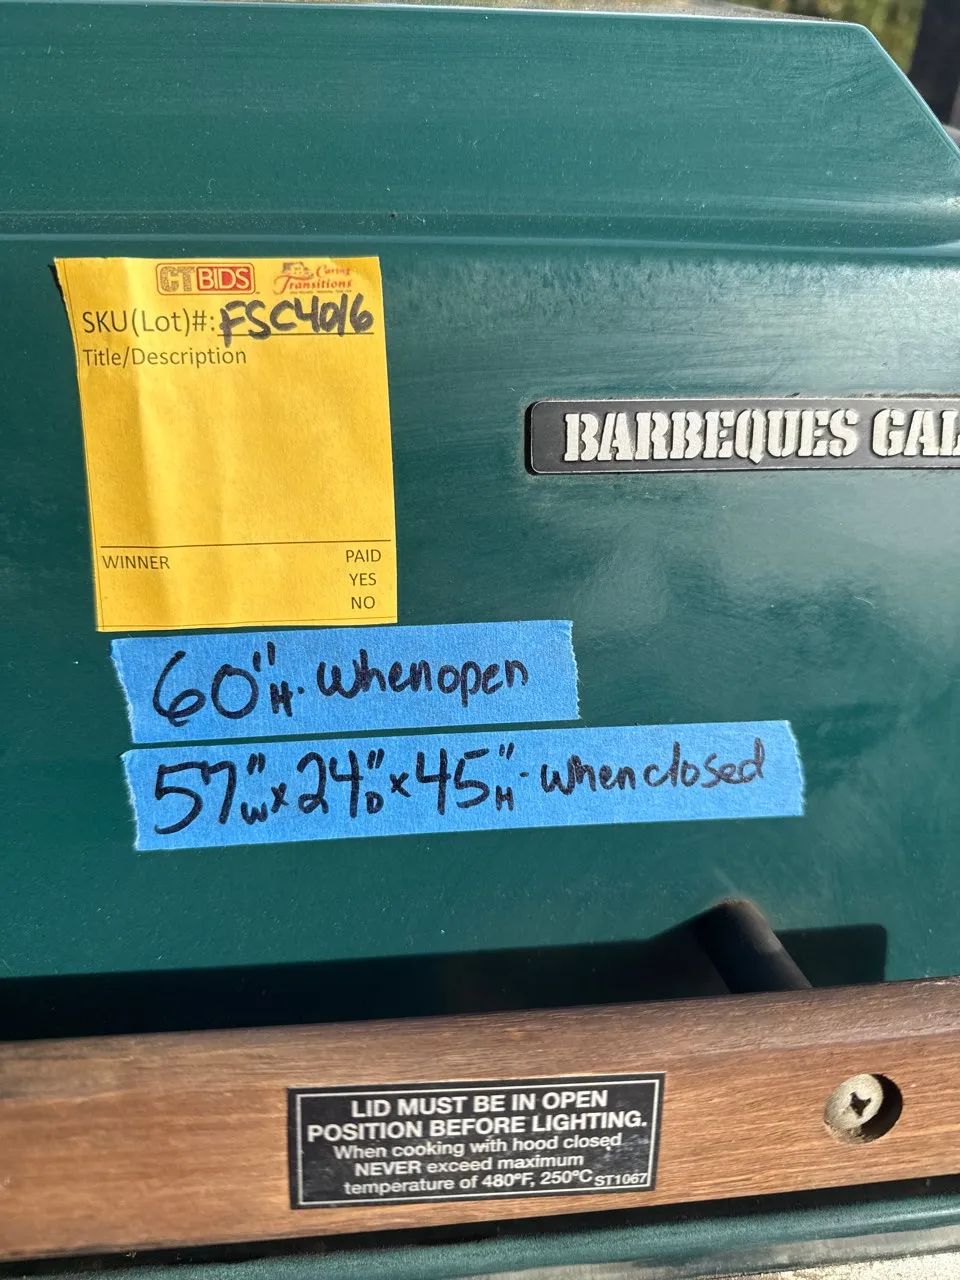 CTBIDS Caring
Transitions
SKU(Lot)#: FSC4016
Title/Description
WINNER PAID
YES
NO
BARBEQUES GAL
60"H. when open
57"W x 24"D x 45"H. when closed
LID MUST BE IN OPEN
POSITION BEFORE LIGHTING.
When cooking with hood closed
NEVER exceed maximum
temperature of 480°F, 250°C ST1067